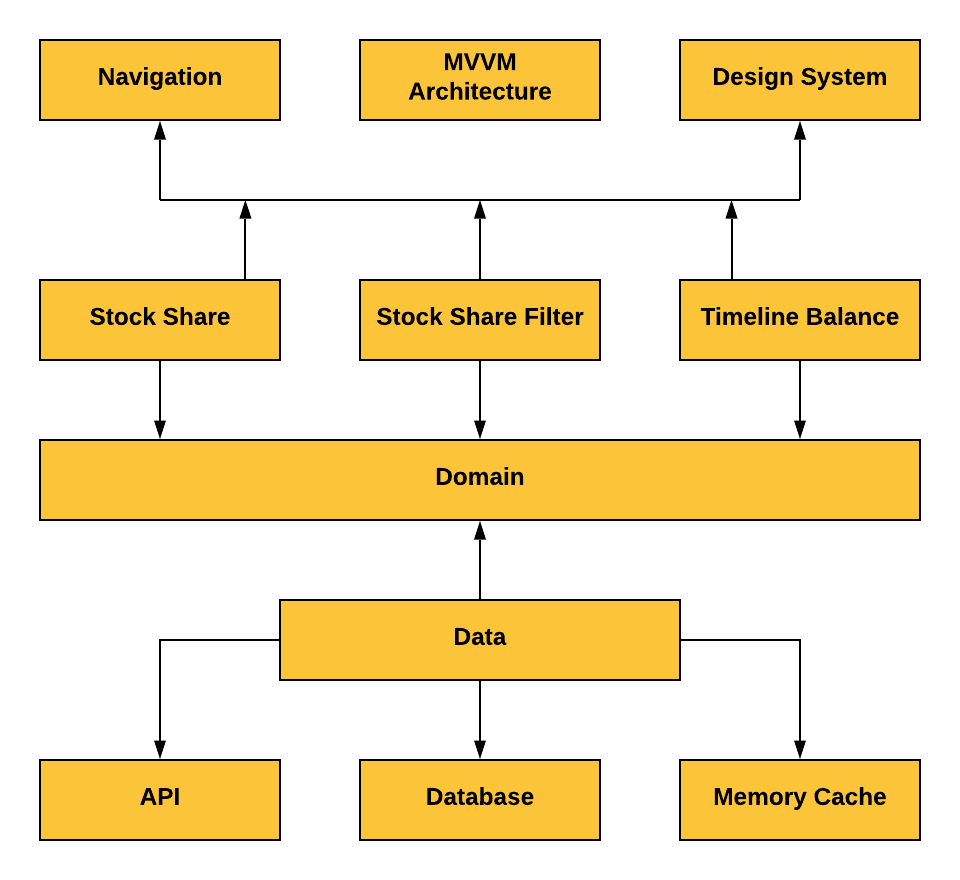 Navigation
MVVM
Architecture
Design System
Stock Share
Stock Share Filter
Timeline Balance
Domain
Data
API
Database
Memory Cache